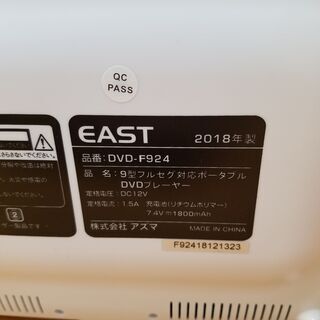 QC
PASS
EAST
2018年製
品番:DVD-F924
品 名:9型フルセグ対応ポータブル
DVDプレーヤー
定格電圧:DC12V
定格電流:1.5A 充電池(リチウムポリマー)
7.4V⎓1800mAh
株式会社 アズマ
MADE IN CHINA
F92418121323
2